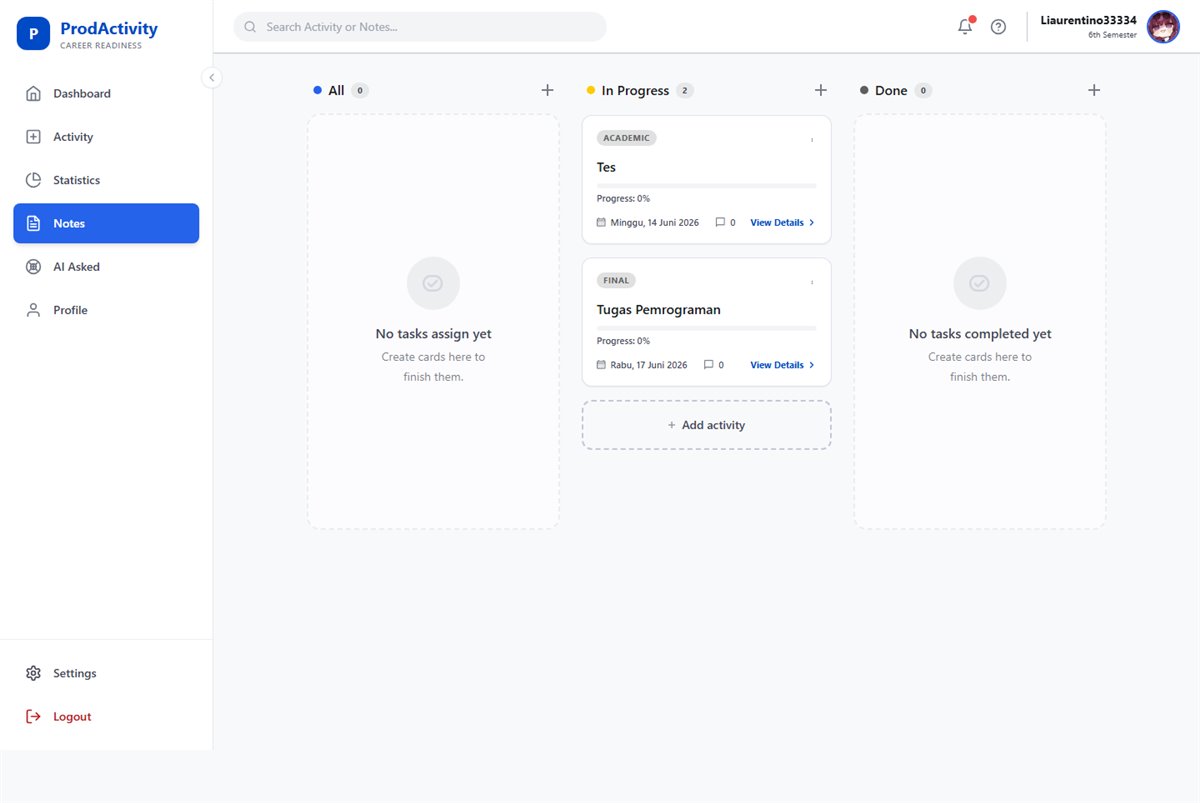 P
ProdActivity
CAREER READINESS
Search Activity or Notes...
Liaurentino33334
6th Semester
Dashboard
Activity
Statistics
Notes
AI Asked
Profile
Settings
Logout
All 0
No tasks assign yet
Create cards here to
finish them.
In Progress 2
ACADEMIC
Tes
Progress: 0%
Minggu, 14 Juni 2026 0 View Details
FINAL
Tugas Pemrograman
Progress: 0%
Rabu, 17 Juni 2026 0 View Details
+ Add activity
Done 0
No tasks completed yet
Create cards here to
finish them.